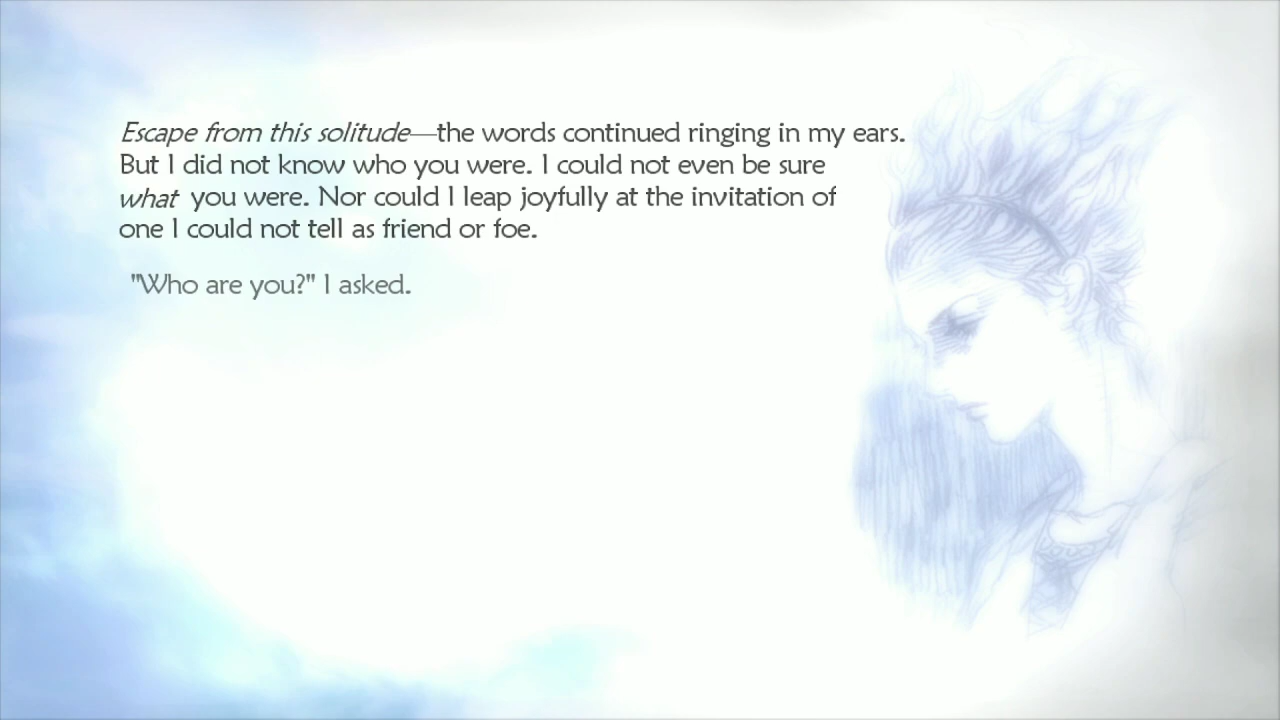 Escape from this solitude—the words continued ringing in my ears.
But I did not know who you were. I could not even be sure
what you were. Nor could I leap joyfully at the invitation of
one I could not tell as friend or foe.
"Who are you?" I asked.